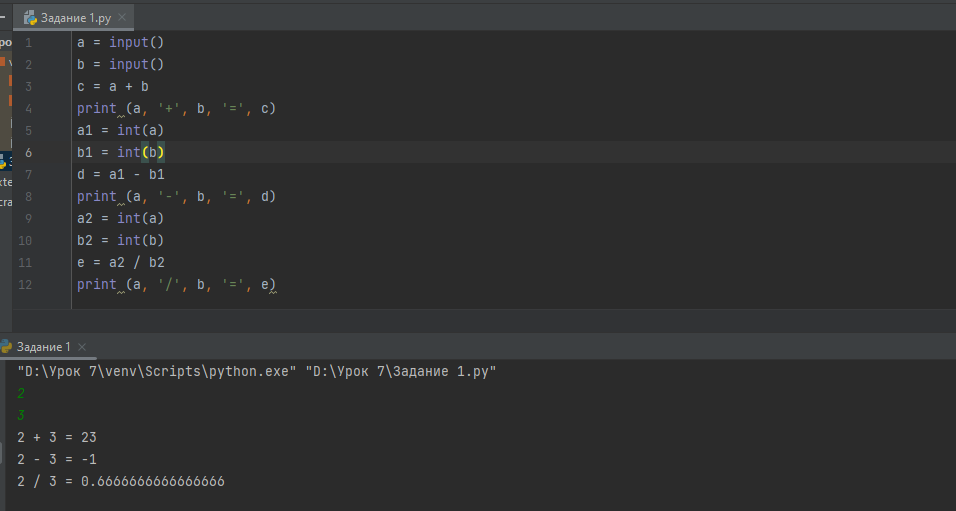 Задание 1.py
1 a = input()
2 b = input()
3 c = a + b
4 print (a, '+', b, '=', c)
5 a1 = int(a)
6 b1 = int(b)
7 d = a1 - b1
8 print (a, '-', b, '=', d)
9 a2 = int(a)
10 b2 = int(b)
11 e = a2 / b2
12 print (a, '/', b, '=', e)
Задание 1
"D:\Урок 7\venv\Scripts\python.exe" "D:\Урок 7\Задание 1.py"
2
3
2 + 3 = 23
2 - 3 = -1
2 / 3 = 0.6666666666666666